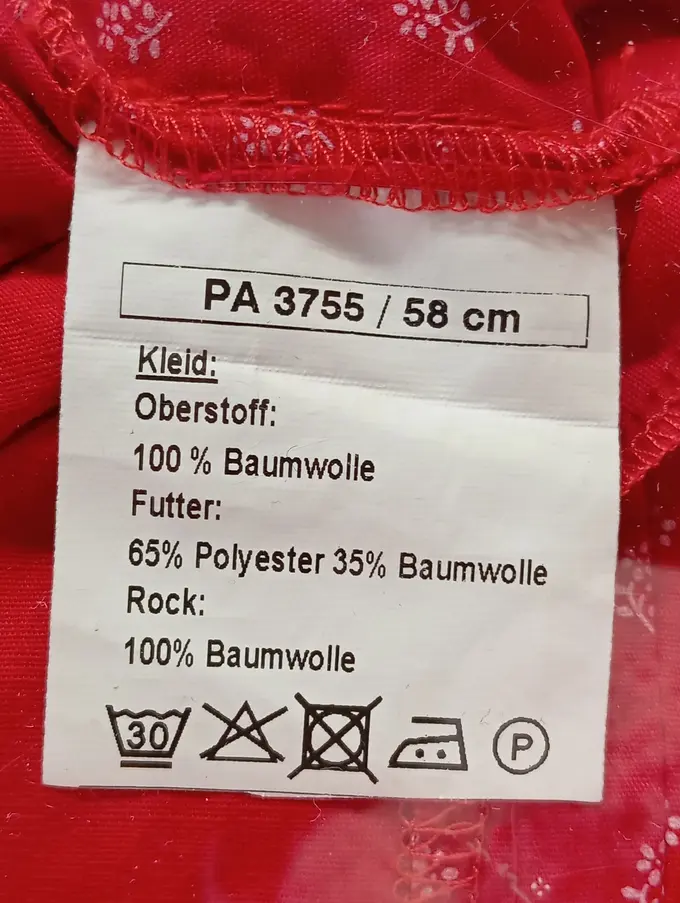 PA 3755 / 58 cm
Kleid:
Oberstoff:
100 % Baumwolle
Futter:
65% Polyester 35% Baumwolle
Rock:
100% Baumwolle
30 P